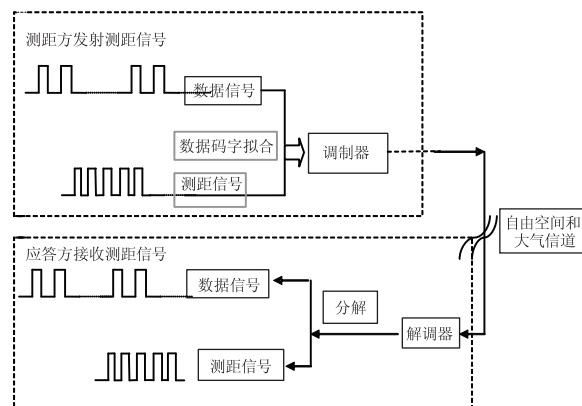 测距方发射测距信号
数据信号
数据码字拟合
调制器
测距信号
自由空间和
大气信道
应答方接收测距信号
数据信号
分解
解调器
测距信号